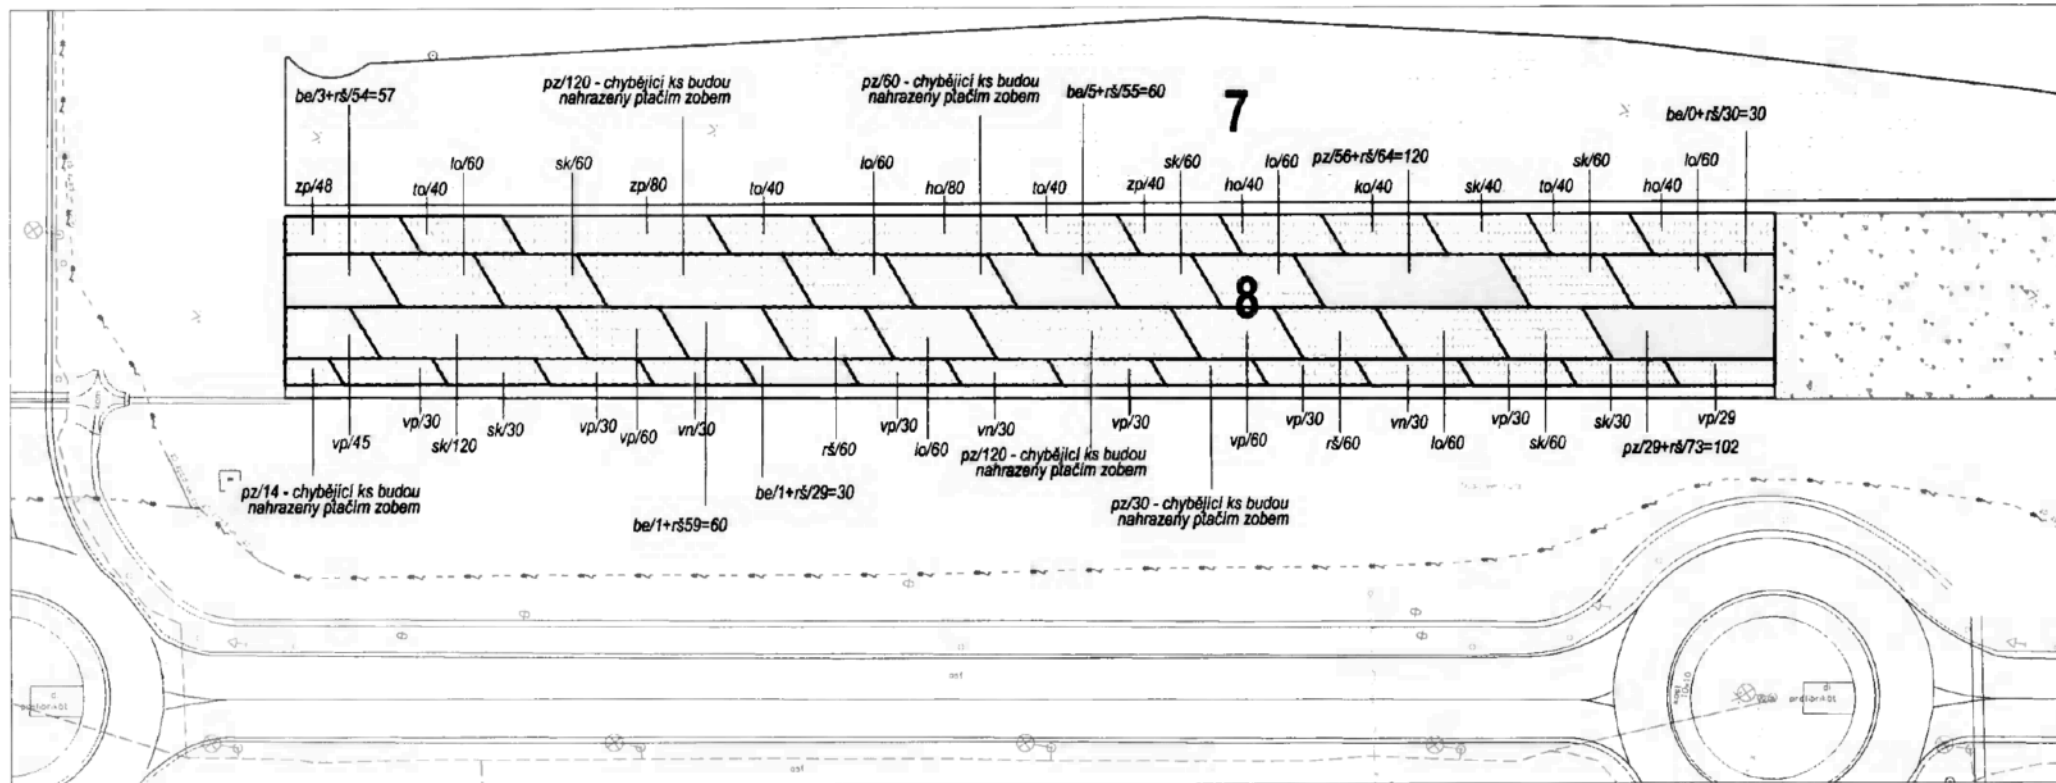 pz/120 - chybějící ks budou
nahrazeny ptačím zobem
pz/60 - chybějící ks budou
nahrazeny ptačím zobem
be/3+rš/54=57
be/5+rš/55=60
7
be/0+rš/30=30
lo/60
sk/60
lo/60
sk/60
lo/60
pz/56+rš/64=120
sk/60
lo/60
zp/48
to/40
zp/80
to/40
ho/80
to/40
zp/40
ho/40
ko/40
sk/40
to/40
ho/40
8
vp/45
vp/30
sk/120
sk/30
vp/30
vp/60
vn/30
rš/60
vp/30
lo/60
vn/30
vp/30
vp/60
vp/30
rš/60
vn/30
lo/60
vp/30
sk/60
sk/30
pz/29+rš/73=102
vp/29
pz/120 - chybějící ks budou
nahrazeny ptačím zobem
pz/14 - chybějící ks budou
nahrazeny ptačím zobem
be/1+rš/29=30
pz/30 - chybějící ks budou
nahrazeny ptačím zobem
be/1+rš59=60
asf
asf